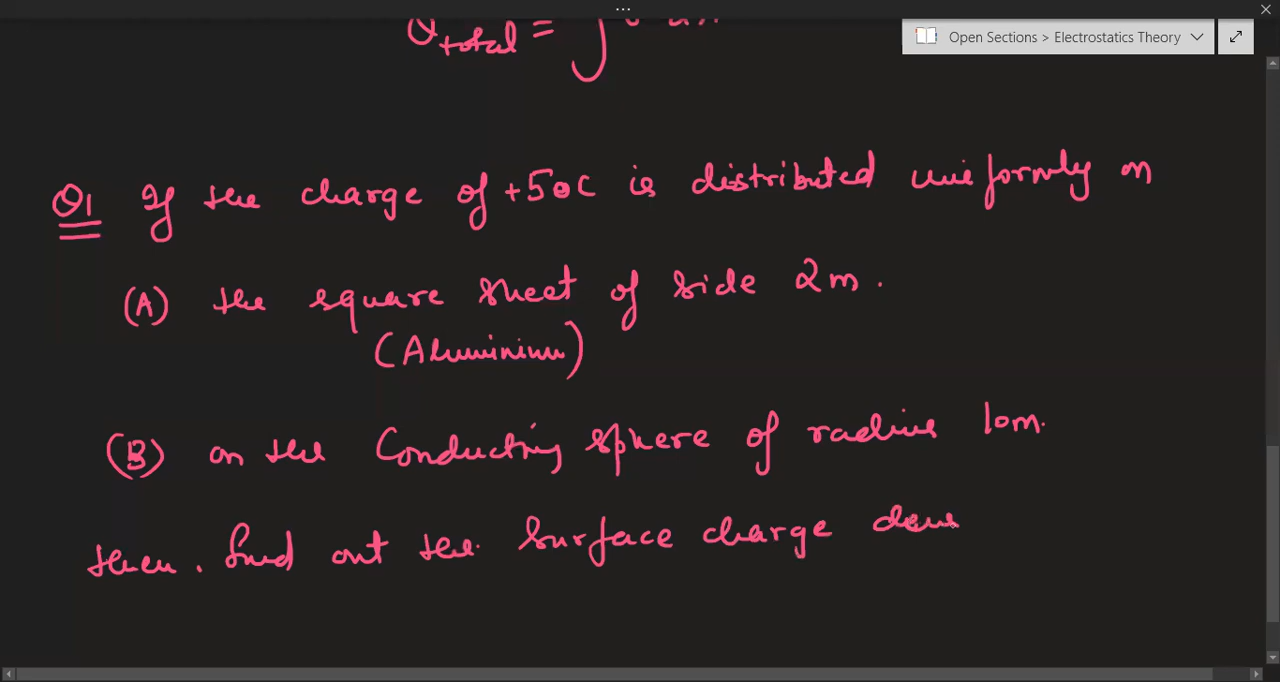 Open Sections > Electrostatics Theory
Q total = ∫
Q1 If the charge of +50C is distributed uniformly on
(A) the square sheet of side 2m.
(Aluminium)
(B) on the Conducting sphere of radius 10m.
then. find out the surface charge dens